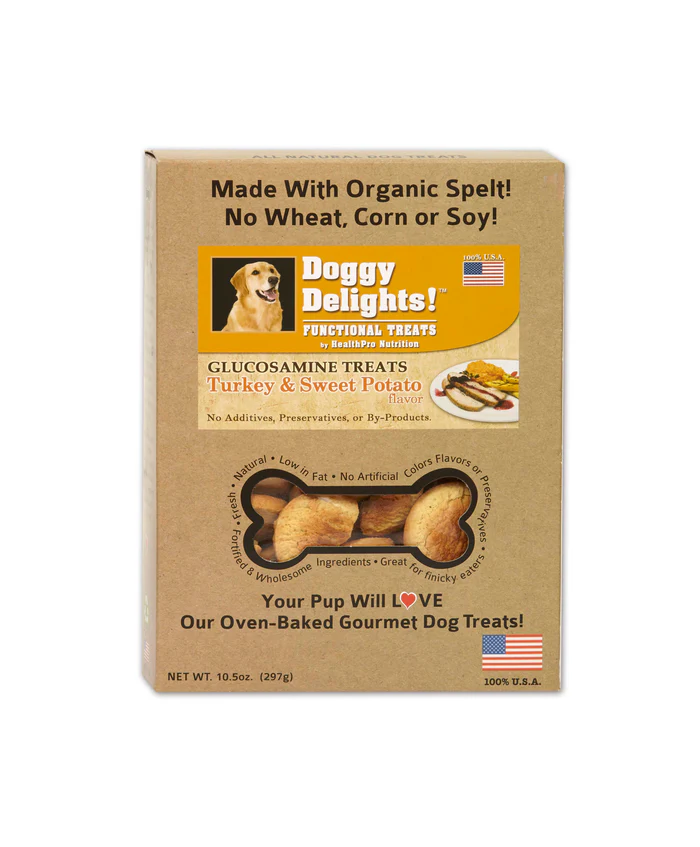 ALL NATURAL DOG TREATS
Made With Organic Spelt!
No Wheat, Corn or Soy!
100% U.S.A.
Doggy
Delights!™
FUNCTIONAL TREATS
by HealthPro Nutrition
GLUCOSAMINE TREATS
Turkey & Sweet Potato
flavor
No Additives, Preservatives, or By-Products.
• Fresh • Natural • Low in Fat • No Artificial Colors Flavors or Preservatives •
Fortified & Wholesome Ingredients • Great for finicky eaters •
Your Pup Will L❤VE
Our Oven-Baked Gourmet Dog Treats!
NET WT. 10.5oz. (297g)
100% U.S.A.